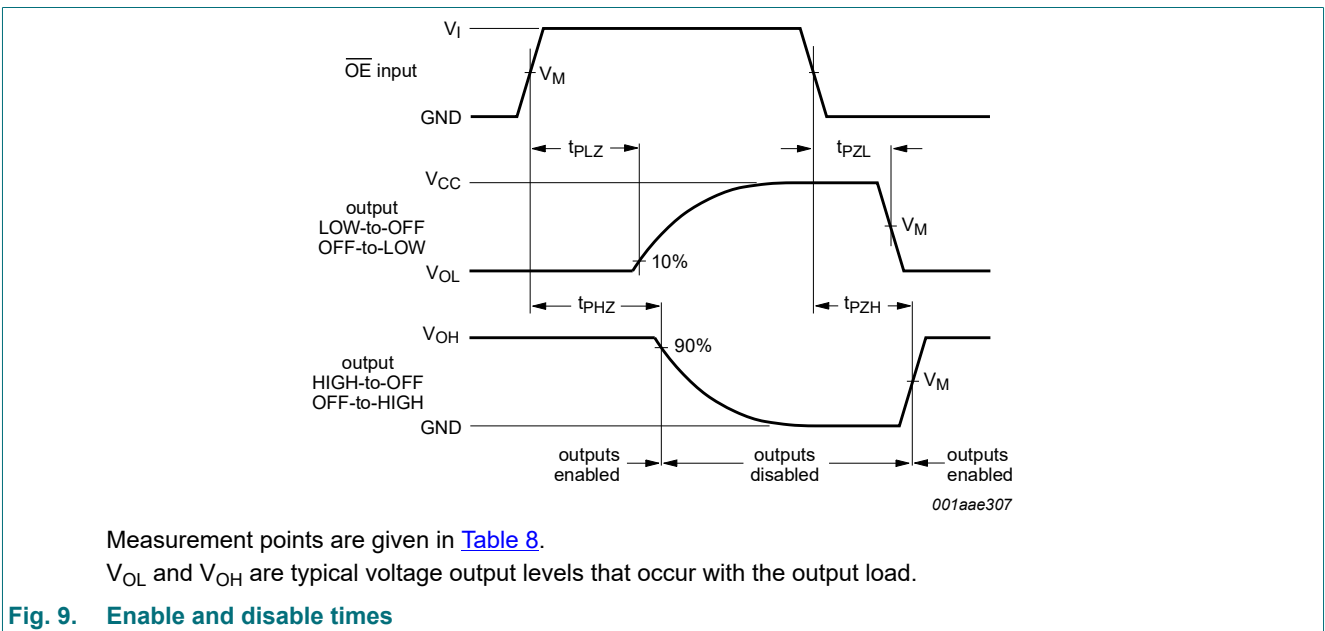 V_I
OE input
V_M
GND
t_PLZ
t_PZL
V_CC
output
LOW-to-OFF
OFF-to-LOW
V_M
10%
V_OL
t_PHZ
t_PZH
V_OH
90%
output
HIGH-to-OFF
OFF-to-HIGH
V_M
GND
outputs
enabled
outputs
disabled
outputs
enabled
001aae307
Measurement points are given in Table 8.
V_OL and V_OH are typical voltage output levels that occur with the output load.
Fig. 9. Enable and disable times